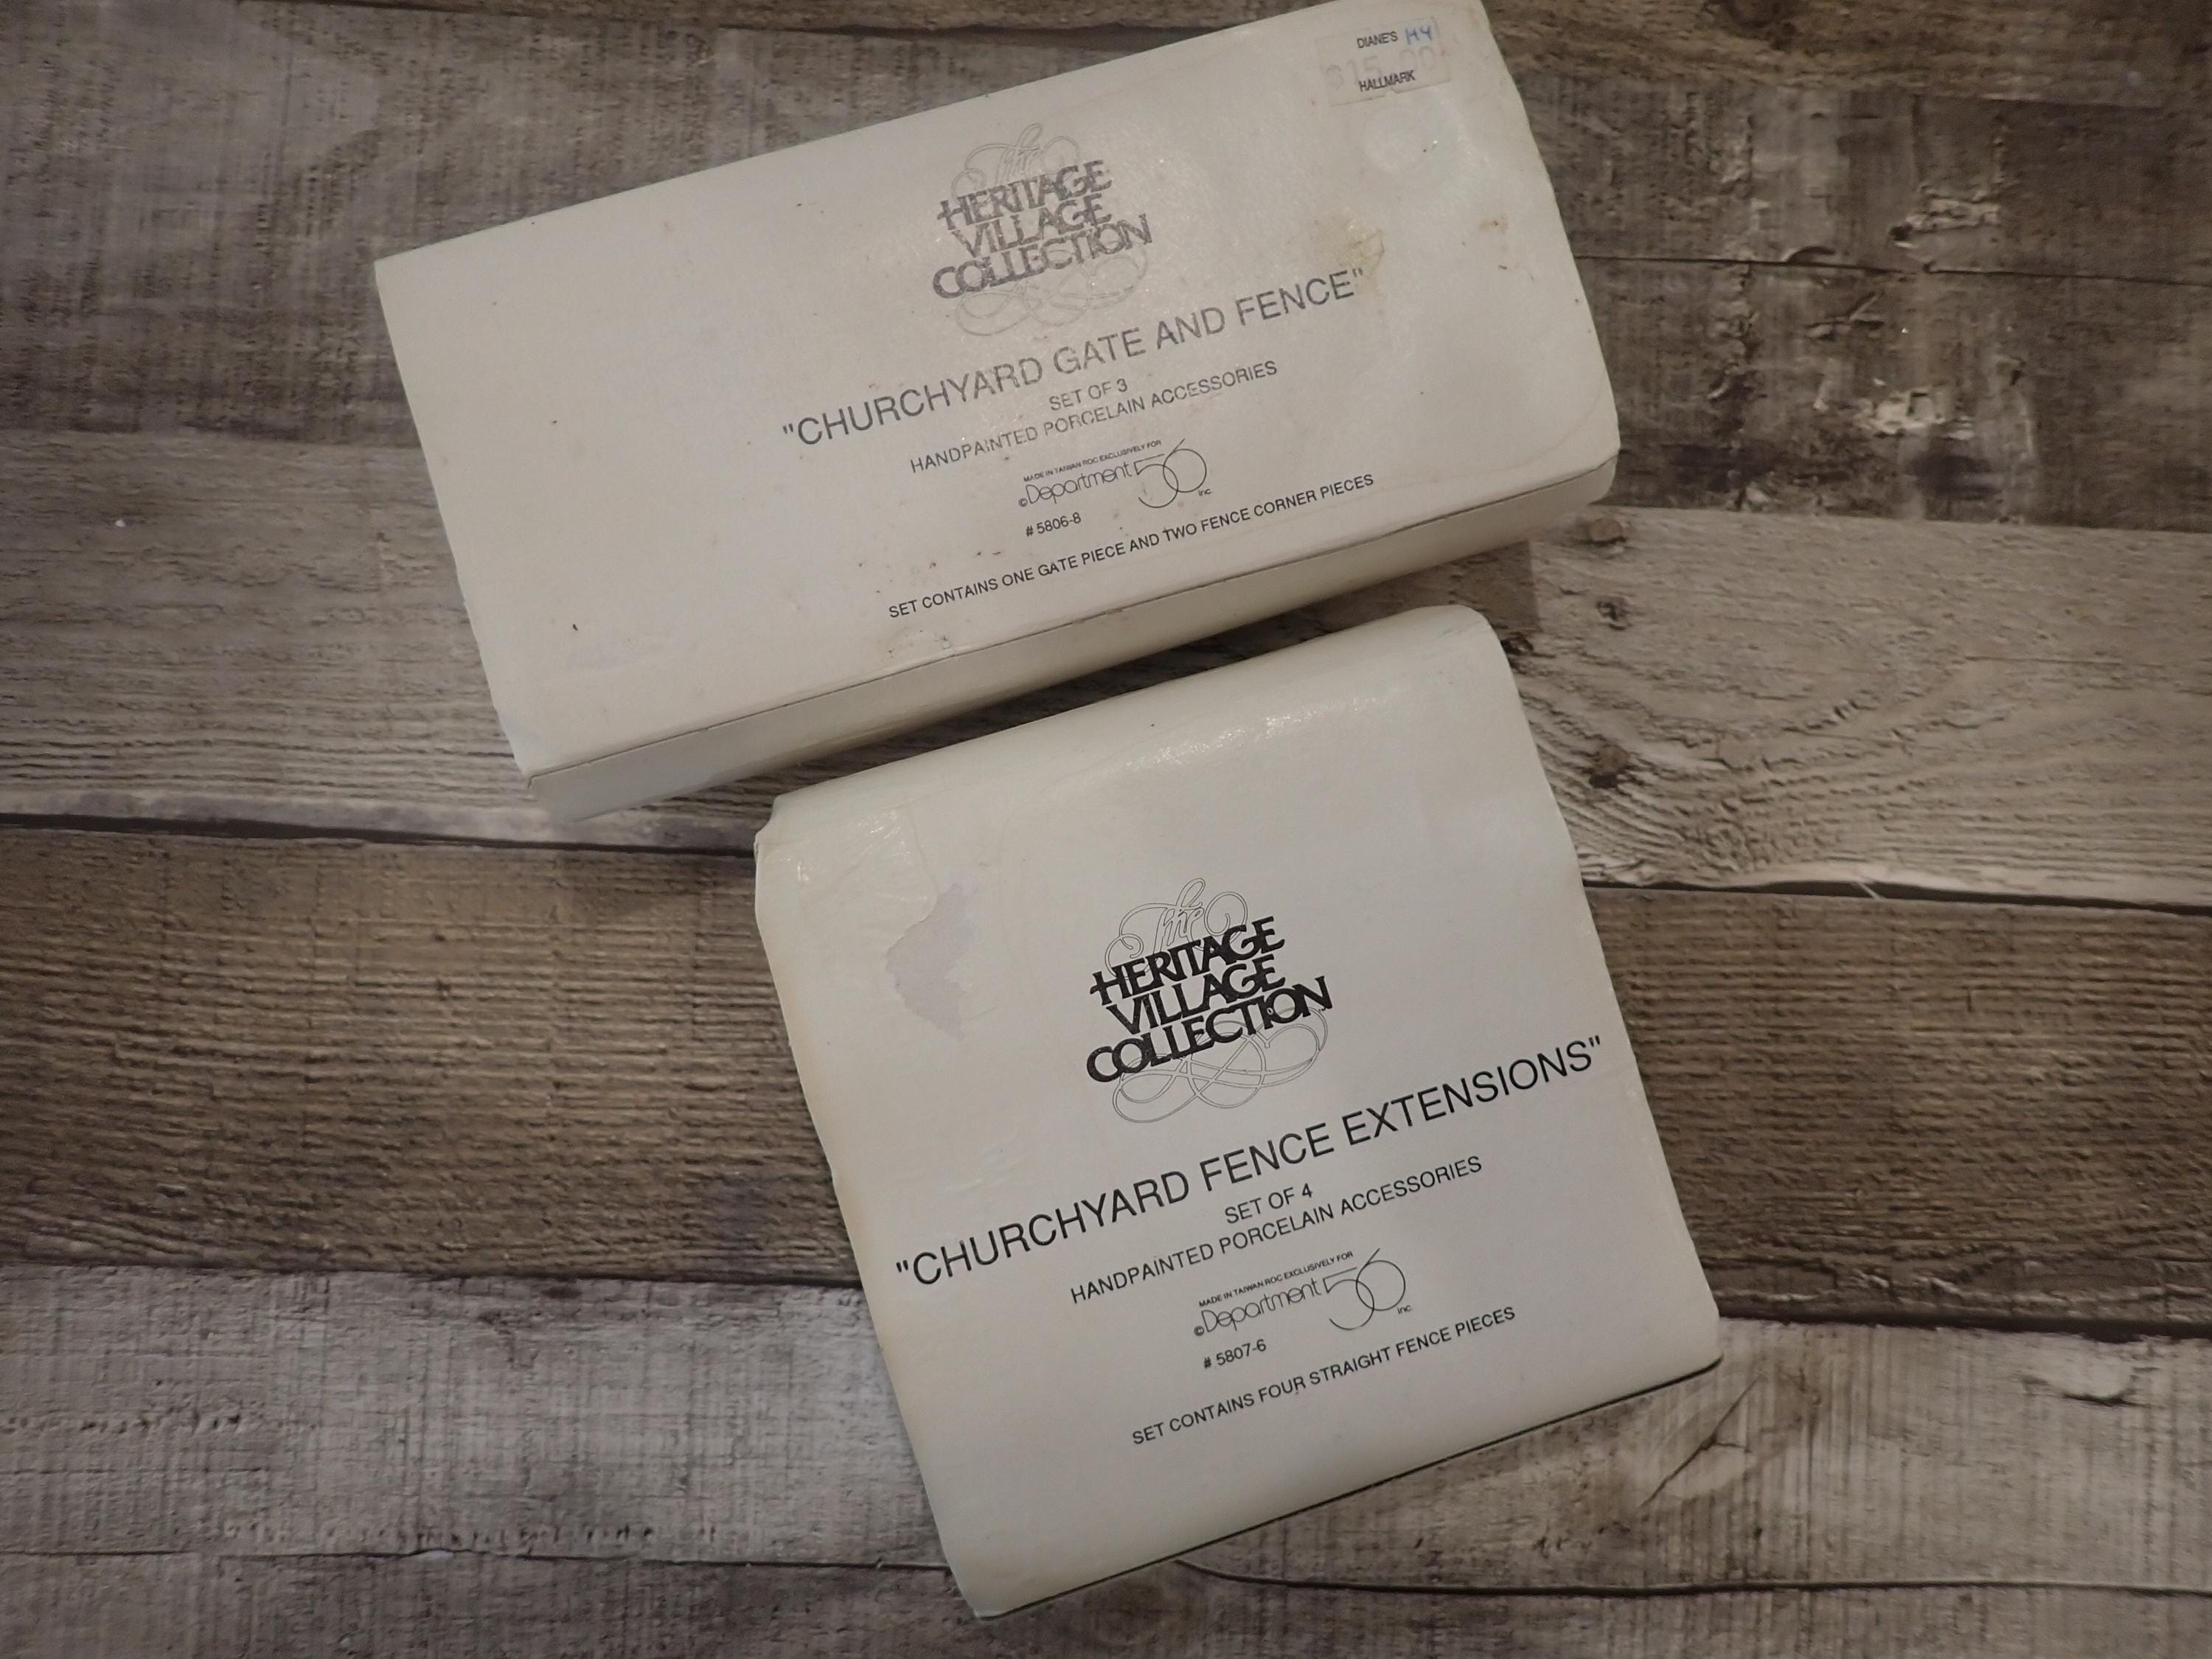 DIANE'S HY
$15.00
HALLMARK
The
HERITAGE
VILLAGE
COLLECTION
"CHURCHYARD GATE AND FENCE"
SET OF 3
HANDPAINTED PORCELAIN ACCESSORIES
MADE IN TAIWAN ROC EXCLUSIVELY FOR
©Department 56 inc.
# 5806-8
SET CONTAINS ONE GATE PIECE AND TWO FENCE CORNER PIECES
The
HERITAGE
VILLAGE
COLLECTION
"CHURCHYARD FENCE EXTENSIONS"
SET OF 4
HANDPAINTED PORCELAIN ACCESSORIES
MADE IN TAIWAN ROC EXCLUSIVELY FOR
©Department 56 inc.
# 5807-6
SET CONTAINS FOUR STRAIGHT FENCE PIECES